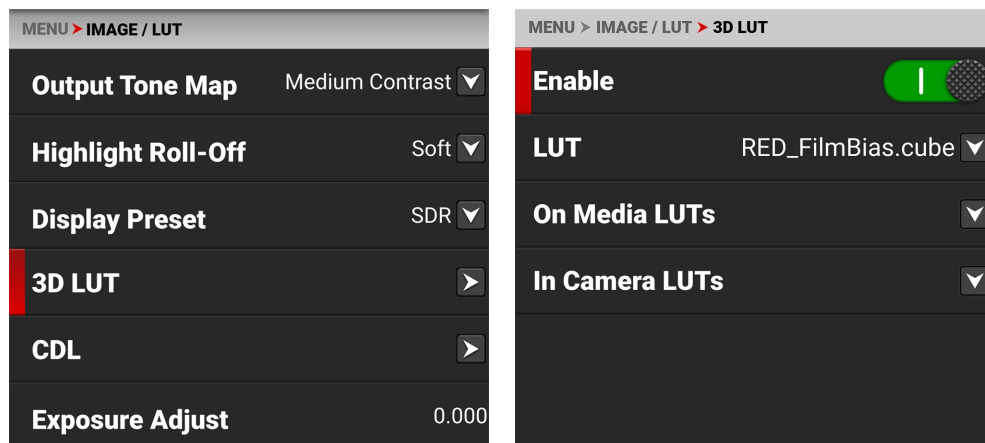 MENU IMAGE / LUT
Output Tone Map Medium Contrast
Highlight Roll-Off Soft
Display Preset SDR
3D LUT
CDL
Exposure Adjust 0.000
MENU IMAGE / LUT 3D LUT
Enable
LUT RED_FilmBias.cube
On Media LUTs
In Camera LUTs